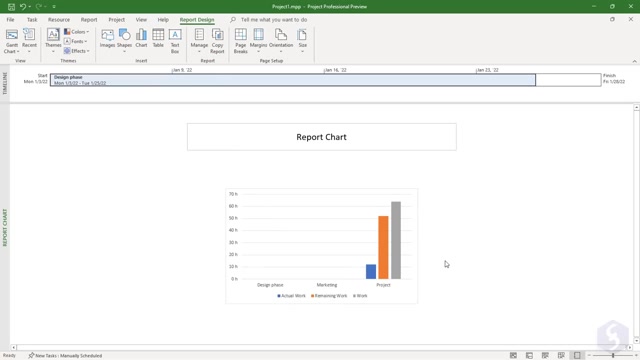 Project1.mpp - Project Professional Preview
File Task Resource Report Project View Help Report Design Tell me what you want to do
Gantt Chart
Recent
Themes
Colors
Fonts
Effects
Images
Shapes
Chart
Table
Text Box
Manage
Copy Report
Page Breaks
Margins
Orientation
Size
View
Themes
Insert
Report
Page Setup
TIMELINE
Jan 9, '22 Jan 16, '22 Jan 23, '22
Start
Mon 1/3/22
Design phase
Mon 1/3/22 - Tue 1/25/22
Finish
Fri 1/28/22
REPORT CHART
Report Chart
70 h
60 h
50 h
40 h
30 h
20 h
10 h
0 h
Design phase Marketing Project
Actual Work Remaining Work Work
Ready New Tasks : Manually Scheduled